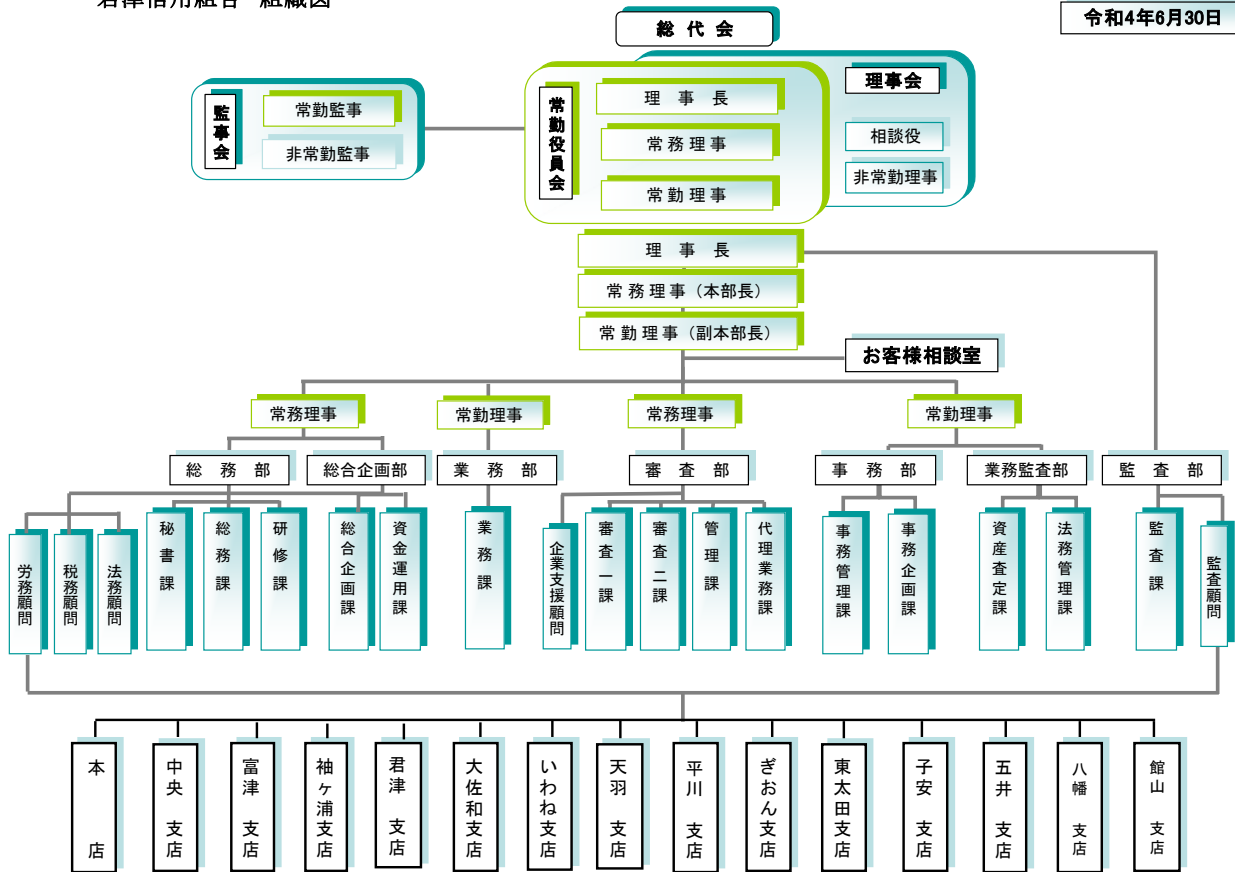 君津信用組合 組織図
令和4年6月30日
総代会
理事会
監事会
常勤監事
非常勤監事
常勤役員会
理事長
常務理事
常勤理事
相談役
非常勤理事
理事長
常務理事（本部長）
常勤理事（副本部長）
お客様相談室
常務理事
常勤理事
常務理事
常勤理事
総務部
総合企画部
業務部
審査部
事務部
業務監査部
監査部
労務顧問
税務顧問
法務顧問
秘書課
総務課
研修課
総合企画課
資金運用課
業務課
企業支援顧問
審査一課
審査二課
管理課
代理業務課
事務管理課
事務企画課
資産査定課
法務管理課
監査課
監査顧問
本店
中央支店
富津支店
袖ヶ浦支店
君津支店
大佐和支店
いわね支店
天羽支店
平川支店
ぎおん支店
東太田支店
子安支店
五井支店
八幡支店
館山支店